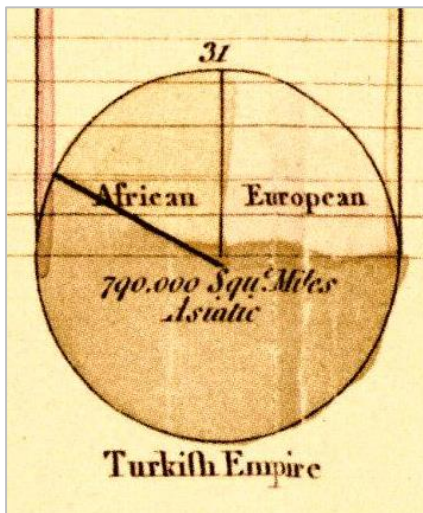 31
African European
790.000 Squ.ᵉ Miles
Asiatic
Turkiſh Empire